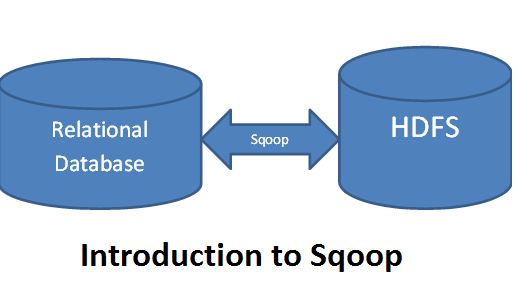 Relational
Database
Sqoop
HDFS
Introduction to Sqoop